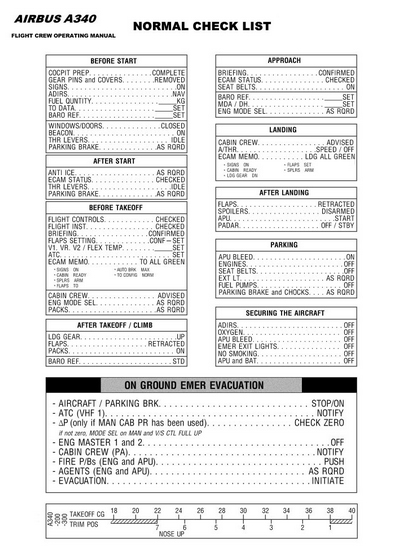 AIRBUS A340
NORMAL CHECK LIST
FLIGHT CREW OPERATING MANUAL
BEFORE START
COCPIT PREP....................COMPLETE
GEAR PINS and COVERS..........REMOVED
SIGNS..........................ON
ADIRS..........................NAV
FUEL QUNTITY.............._____KG
TO DATA..................._____SET
BARO REF.................._____SET
WINDOWS/DOORS..................CLOSED
BEACON.........................ON
THR LEVERS.....................IDLE
PARKING BRAKE..................AS RQRD
AFTER START
ANTI ICE.......................AS RQRD
ECAM STATUS....................CHECKED
THR LEVERS.....................IDLE
PARKING BRAKE..................AS RQRD
BEFORE TAKEOFF
FLIGHT CONTROLS................CHECKED
FLIGHT INST....................CHECKED
BRIEFING.......................CONFIRMED
FLAPS SETTING..................CONF—SET
V1. VR. V2 / FLEX TEMP........._____SET
ATC............................SET
ECAM MEMO......................TO ALL GREEN
• SIGNS ON • AUTO BRK MAX
• CABIN READY • TO CONFIG NORM
• SPLRS ARM
• FLAPS TO
CABIN CREW.....................ADVISED
ENG MODE SEL...................AS RQRD
PACKS..........................AS RQRD
AFTER TAKEOFF / CLIMB
LDG GEAR.......................UP
FLAPS..........................RETRACTED
PACKS..........................ON
BARO REF.......................STD
APPROACH
BRIEFING.......................CONFIRMED
ECAM STATUS....................CHECKED
SEAT BELTS.....................ON
BARO REF.................._____SET
MDA / DH.................._____SET
ENG MODE SEL...................AS RQRD
LANDING
CABIN CREW.....................ADVISED
A/THR..........................SPEED / OFF
ECAM MEMO......................LDG ALL GREEN
• SIGNS ON • FLAPS SET
• CABIN READY • SPLRS ARM
• LDG GEAR DN
AFTER LANDING
FLAPS..........................RETRACTED
SPOILERS.......................DISARMED
APU............................START
PADAR..........................OFF / STBY
PARKING
APU BLEED......................ON
ENGINES........................OFF
SEAT BELTS.....................OFF
EXT LT.........................AS RQRD
FUEL PUMPS.....................OFF
PARKING BRAKE and CHOCKS.......AS RQRD
SECURING THE AIRCRAFT
ADIRS..........................OFF
OXYGEN.........................OFF
APU BLEED......................OFF
EMER EXIT LIGHTS...............OFF
NO SMOKING.....................OFF
APU and BAT....................OFF
ON GROUND EMER EVACUATION
- AIRCRAFT / PARKING BRK.......STOP/ON
- ATC (VHF 1)..................NOTIFY
- ΔP (only if MAN CAB PR has been used)..........CHECK ZERO
if not zero, MODE SEL on MAN and V/S CTL FULL UP
- ENG MASTER 1 and 2...........OFF
- CABIN CREW (PA)..............NOTIFY
- FIRE P/Bs (ENG and APU)......PUSH
- AGENTS (ENG and APU).........AS RQRD
- EVACUATION...................INITIATE
A340 -200 -300
TAKEOFF CG 18 20 22 24 26 28 30 32 34 36 38 40
TRIM POS 7 6 5 4 3 2 1
NOSE UP